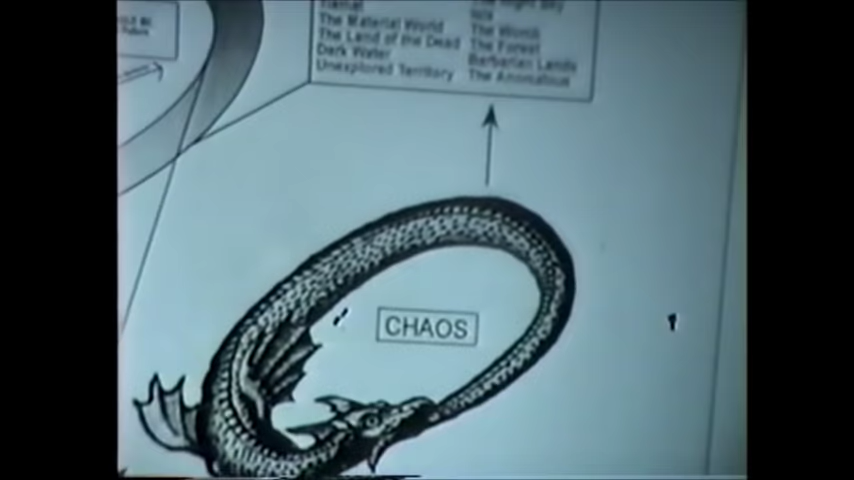 The Material World The Womb
The Land of the Dead The Forest
Dark Water Barbarian Lands
Unexplored Territory The Anomalous
CHAOS